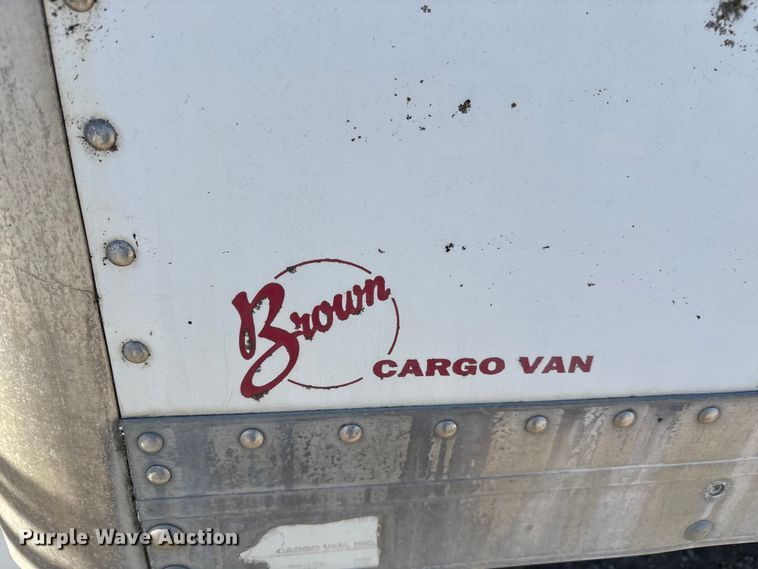 Brown
CARGO VAN
CARGO VAN, INC.
Purple Wave Auction